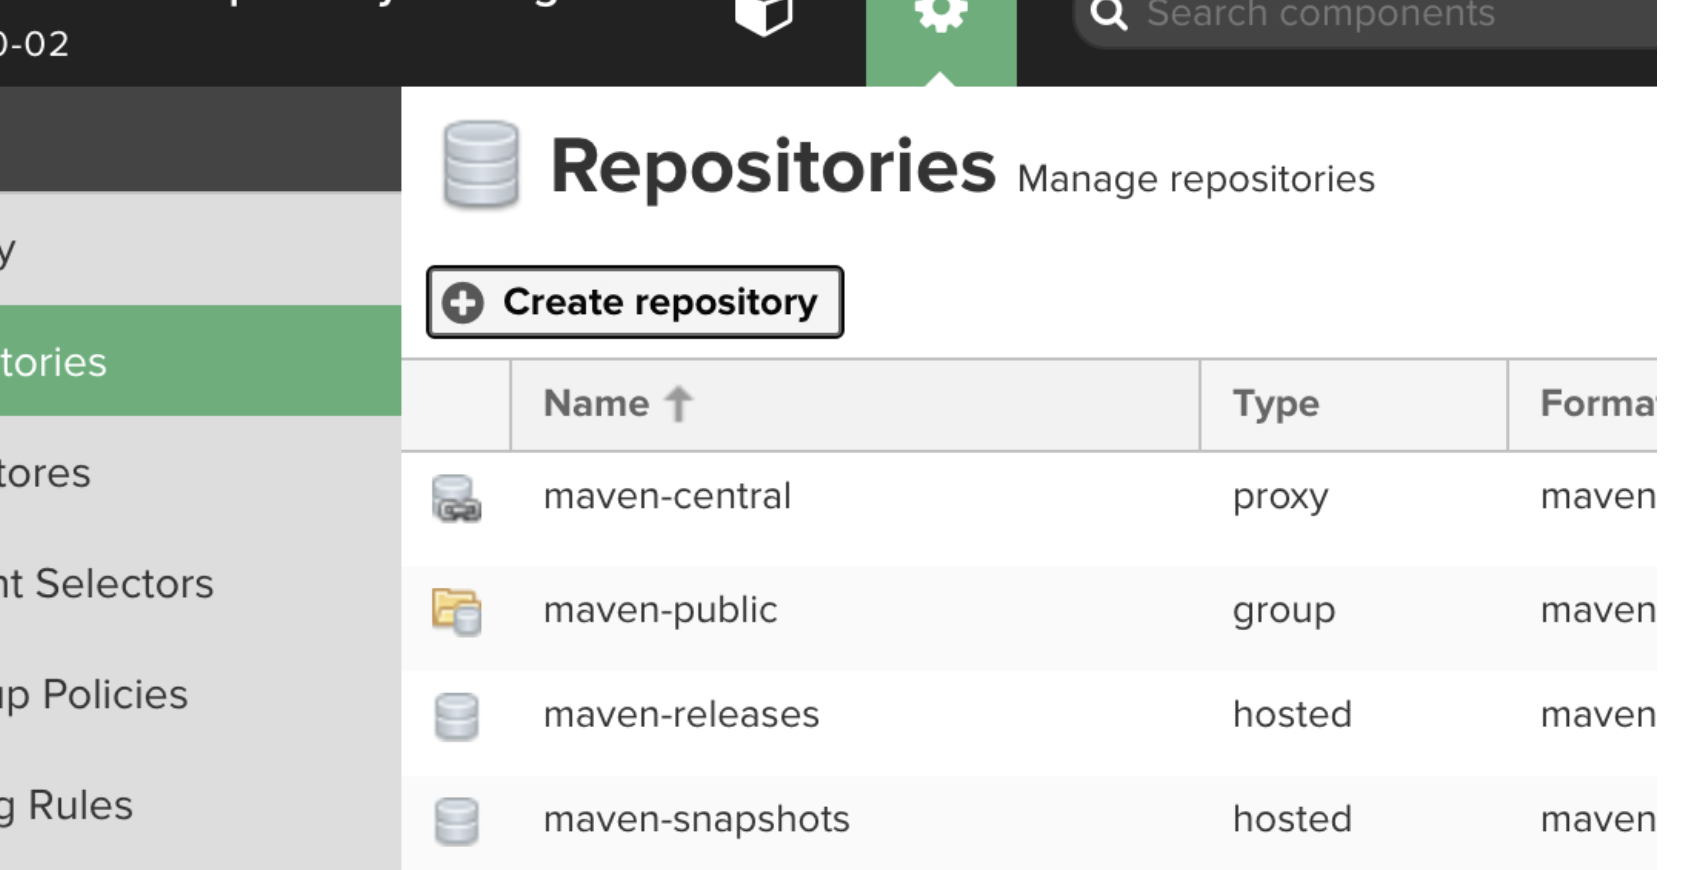 0-02
Search components
Repositories Manage repositories
Create repository
y
tories
tores
nt Selectors
up Policies
g Rules
Name Type Forma
maven-central proxy maven
maven-public group maven
maven-releases hosted maven
maven-snapshots hosted maven